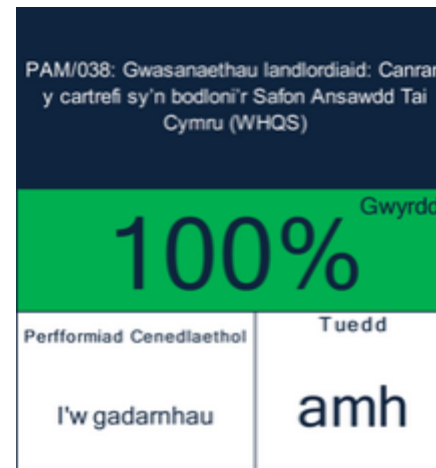 PAM/038: Gwasanaethau landlordiaid: Canran
y cartrefi sy'n bodloni'r Safon Ansawdd Tai
Cymru (WHQS)
Gwyrdd
100%
Perfformiad Cenedlaethol
Tuedd
I'w gadarnhau
amh